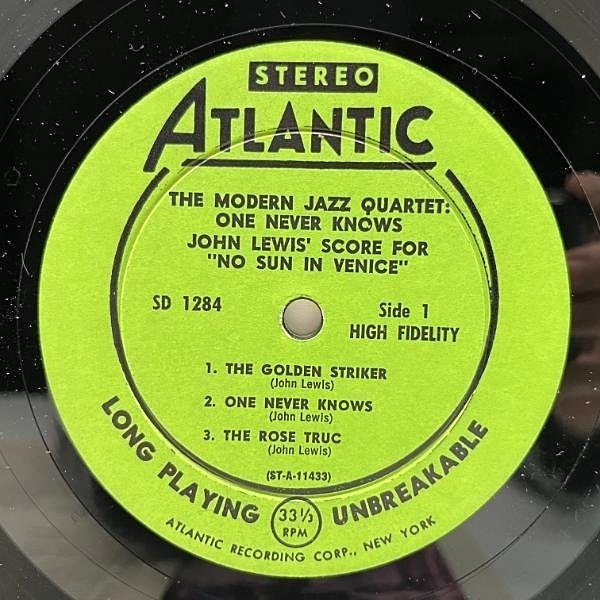 STEREO
ATLANTIC
THE MODERN JAZZ QUARTET:
ONE NEVER KNOWS
JOHN LEWIS' SCORE FOR
"NO SUN IN VENICE"
SD 1284
Side 1
HIGH FIDELITY
1. THE GOLDEN STRIKER
(John Lewis)
2. ONE NEVER KNOWS
(John Lewis)
3. THE ROSE TRUC
(John Lewis)
(ST-A-11433)
LONG PLAYING
33 1/3
RPM
UNBREAKABLE
ATLANTIC RECORDING CORP., NEW YORK